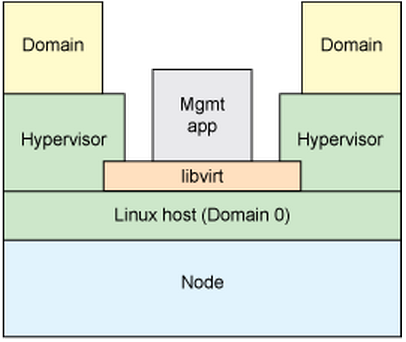 Domain
Domain
Mgmt
app
Hypervisor
Hypervisor
libvirt
Linux host (Domain 0)
Node